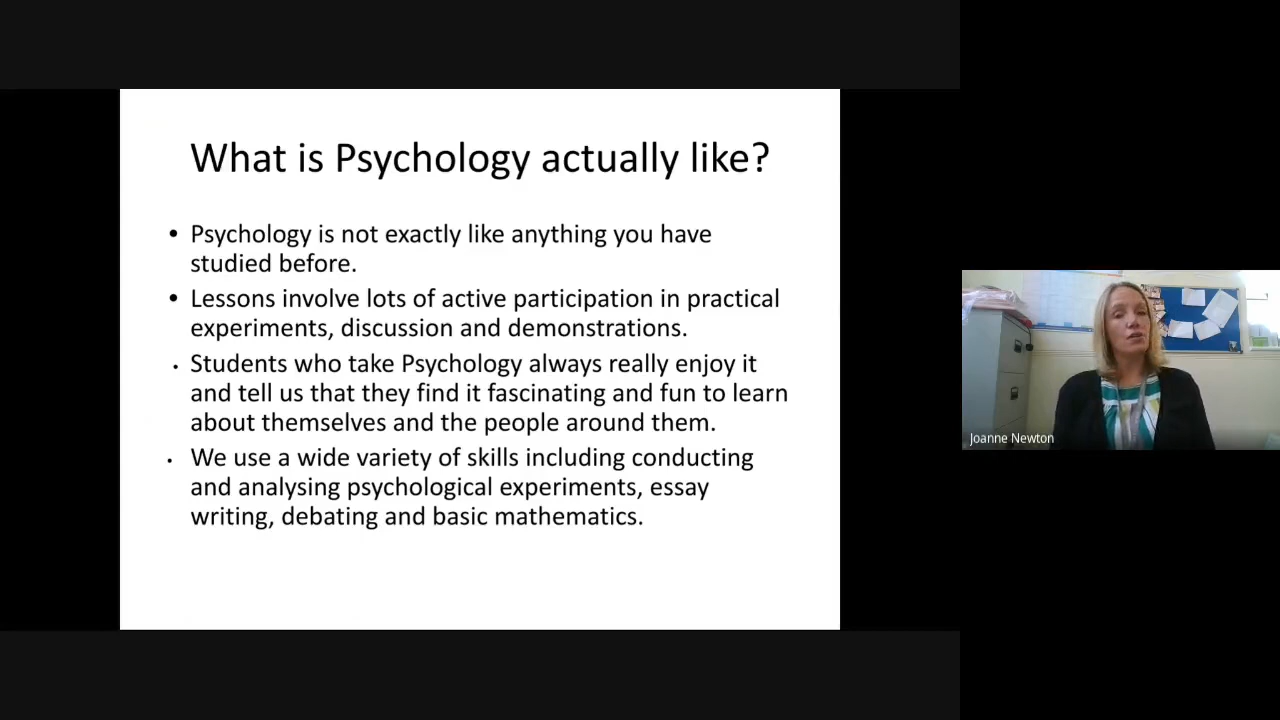 What is Psychology actually like?
• Psychology is not exactly like anything you have
studied before.
• Lessons involve lots of active participation in practical
experiments, discussion and demonstrations.
• Students who take Psychology always really enjoy it
and tell us that they find it fascinating and fun to learn
about themselves and the people around them.
• We use a wide variety of skills including conducting
and analysing psychological experiments, essay
writing, debating and basic mathematics.
Joanne Newton